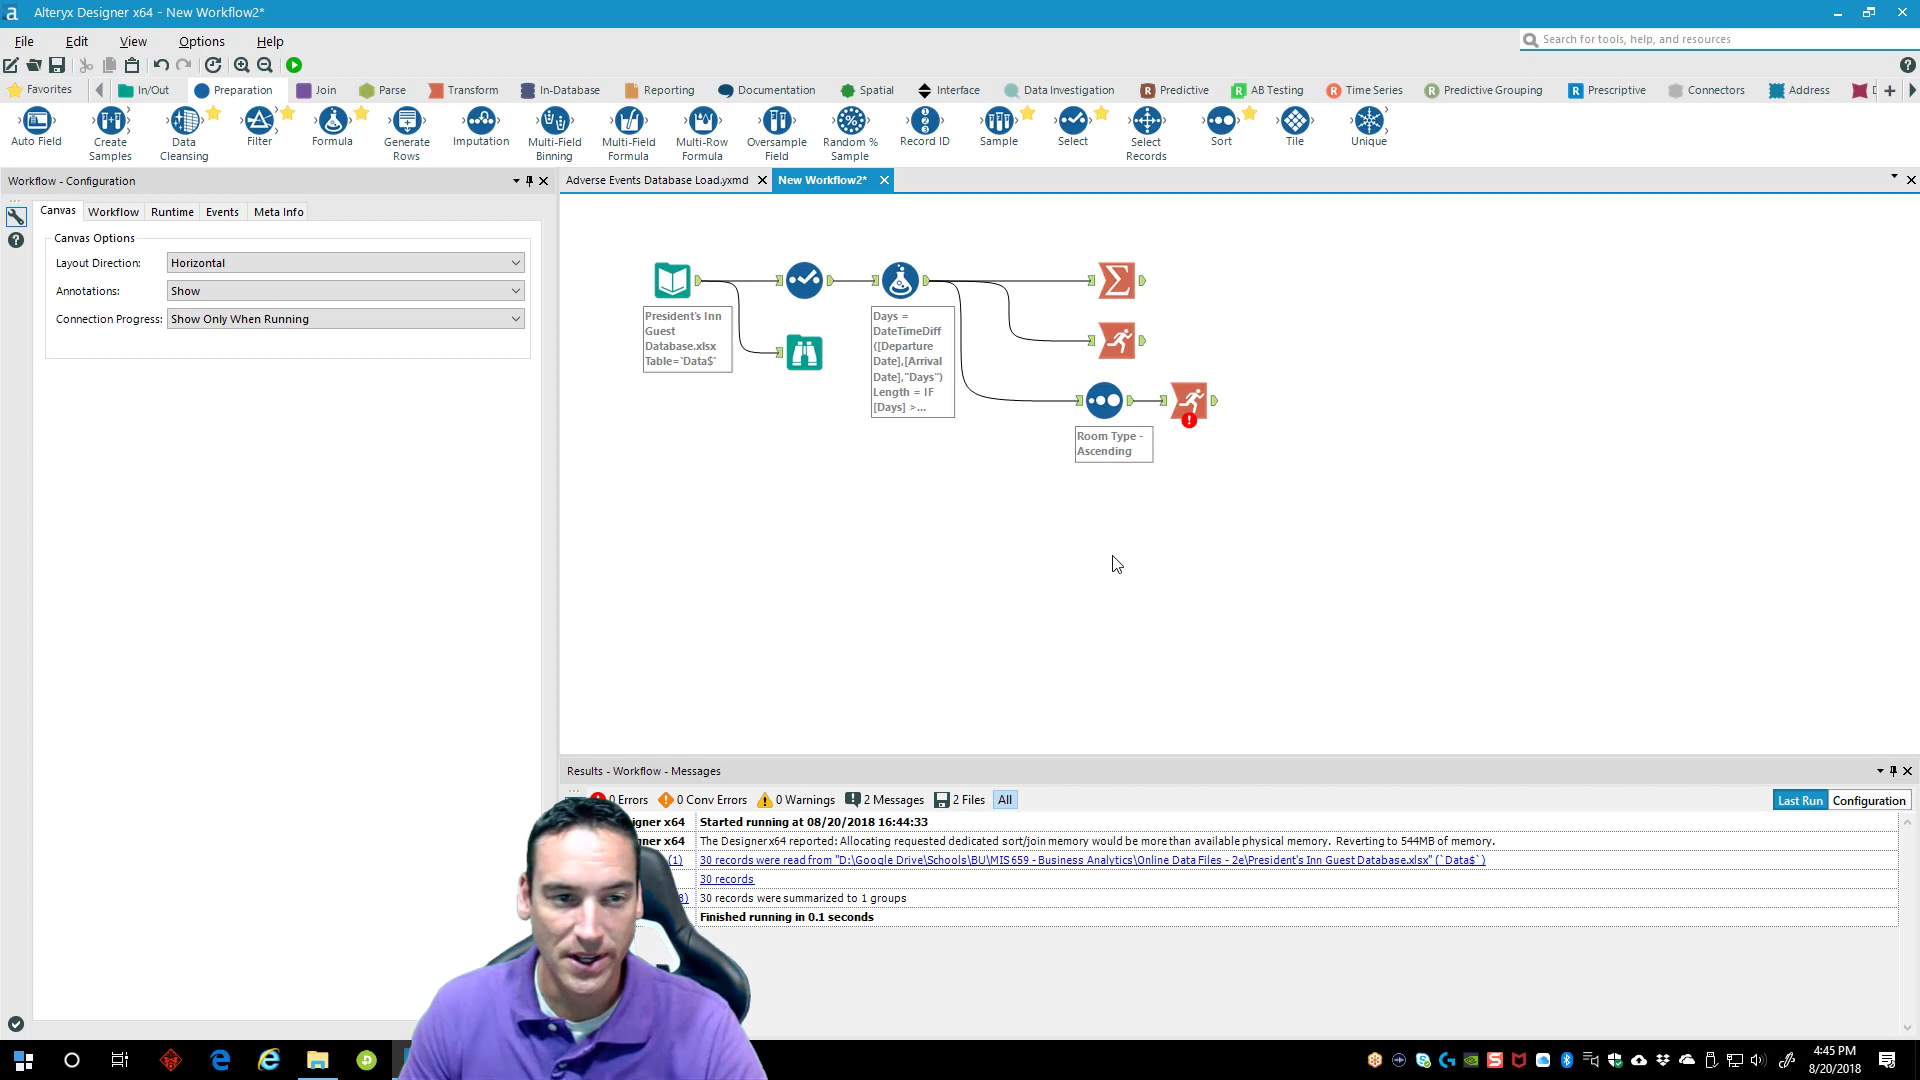 Alteryx Designer x64 - New Workflow2*
File Edit View Options Help
Search for tools, help, and resources
Favorites In/Out Preparation Join Parse Transform In-Database Reporting Documentation Spatial Interface Data Investigation Predictive AB Testing Time Series Predictive Grouping Prescriptive Connectors Address
Auto Field Create Samples Data Cleansing Filter Formula Generate Rows Imputation Multi-Field Binning Multi-Field Formula Multi-Row Formula Oversample Field Random % Sample Record ID Sample Select Select Records Sort Tile Unique
Workflow - Configuration
Adverse Events Database Load.yxmd New Workflow2*
Canvas Workflow Runtime Events Meta Info
Canvas Options
Layout Direction: Horizontal
Annotations: Show
Connection Progress: Show Only When Running
President's Inn
Guest
Database.xlsx
Table=`Data$`
Days =
DateTimeDiff
([Departure
Date],[Arrival
Date],"Days")
Length = IF
[Days] >...
Room Type -
Ascending
Results - Workflow - Messages
0 Errors 0 Conv Errors 0 Warnings 2 Messages 2 Files All Last Run Configuration
igner x64 Started running at 08/20/2018 16:44:33
igner x64 The Designer x64 reported: Allocating requested dedicated sort/join memory would be more than available physical memory. Reverting to 544MB of memory.
(1) 30 records were read from "D:\Google Drive\Schools\BU\MIS 659 - Business Analytics\Online Data Files - 2e\President's Inn Guest Database.xlsx" (`Data$`)
30 records
30 records were summarized to 1 groups
Finished running in 0.1 seconds
4:45 PM
8/20/2018